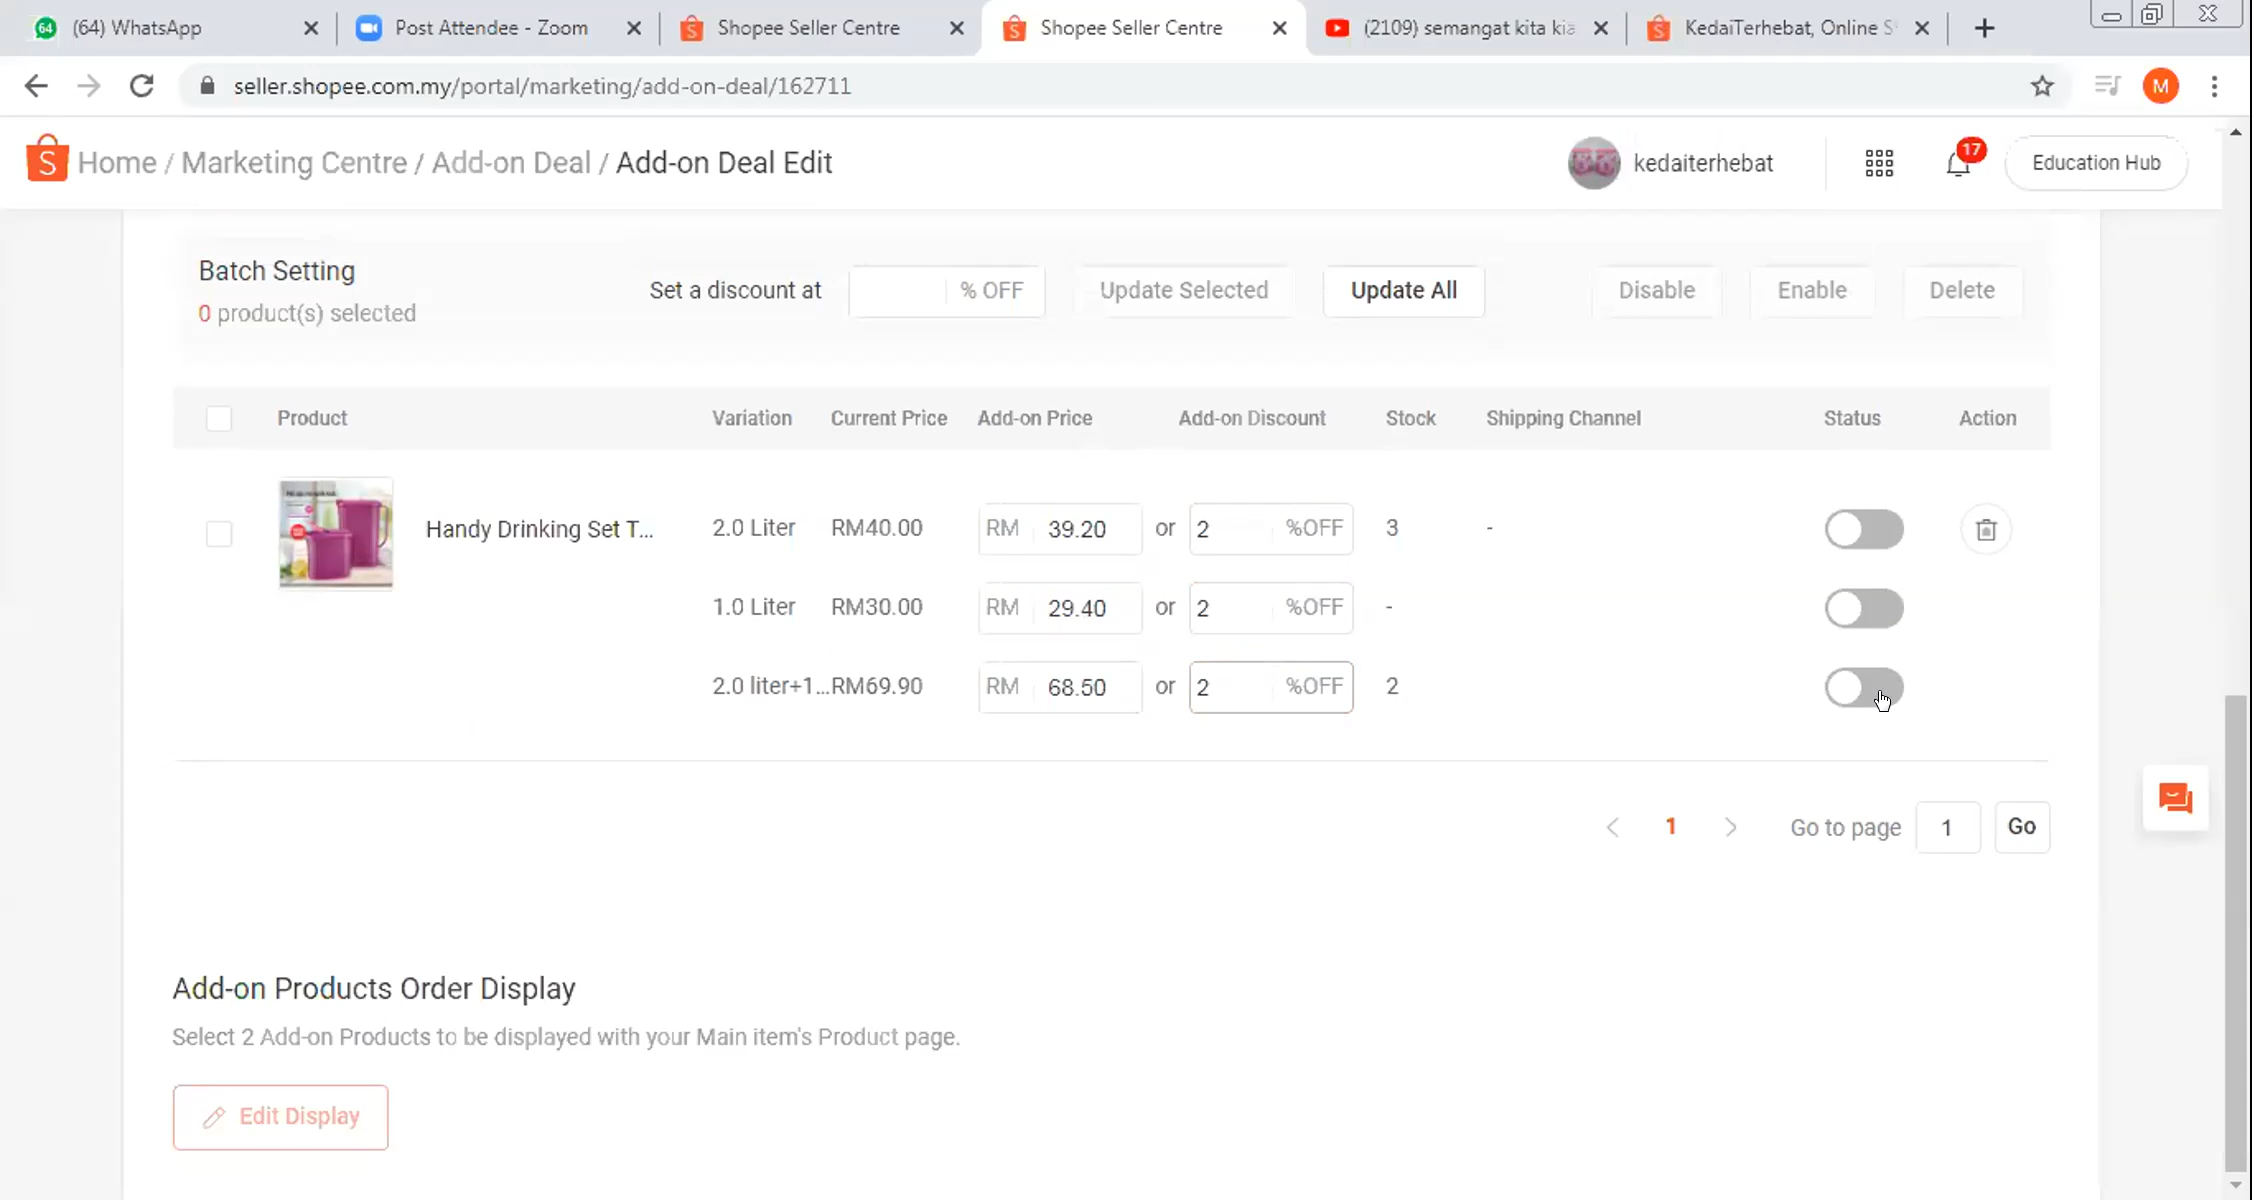 (64) WhatsApp
Post Attendee - Zoom
Shopee Seller Centre
Shopee Seller Centre
(2109) semangat kita kia
KedaiTerhebat, Online S
seller.shopee.com.my/portal/marketing/add-on-deal/162711
M
Home / Marketing Centre / Add-on Deal / Add-on Deal Edit
kedaiterhebat
17
Education Hub
Batch Setting
0 product(s) selected
Set a discount at
% OFF
Update Selected
Update All
Disable
Enable
Delete
Product
Variation
Current Price
Add-on Price
Add-on Discount
Stock
Shipping Channel
Status
Action
Handy Drinking Set T...
2.0 Liter RM40.00 RM 39.20 or 2 %OFF 3 -
1.0 Liter RM30.00 RM 29.40 or 2 %OFF -
2.0 liter+1... RM69.90 RM 68.50 or 2 %OFF 2
< 1 > Go to page 1 Go
Add-on Products Order Display
Select 2 Add-on Products to be displayed with your Main item's Product page.
Edit Display